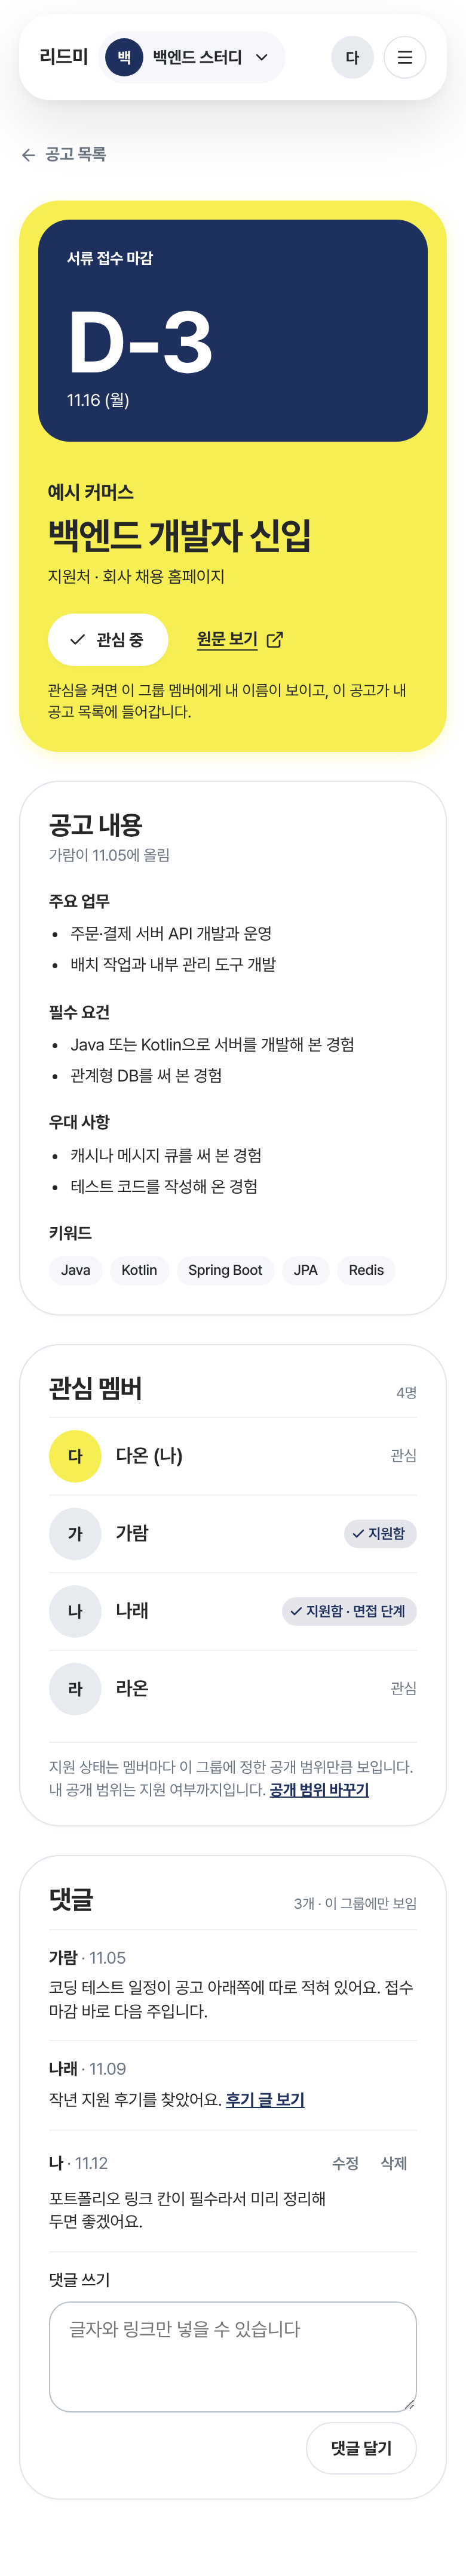 리드미
백
백엔드 스터디
다
공고 목록
서류 접수 마감
D-3
11.16 (월)
예시 커머스
백엔드 개발자 신입
지원처 · 회사 채용 홈페이지
관심 중
원문 보기
관심을 켜면 이 그룹 멤버에게 내 이름이 보이고, 이 공고가 내
공고 목록에 들어갑니다.
공고 내용
가람이 11.05에 올림
주요 업무
• 주문·결제 서버 API 개발과 운영
• 배치 작업과 내부 관리 도구 개발
필수 요건
• Java 또는 Kotlin으로 서버를 개발해 본 경험
• 관계형 DB를 써 본 경험
우대 사항
• 캐시나 메시지 큐를 써 본 경험
• 테스트 코드를 작성해 온 경험
키워드
Java Kotlin Spring Boot JPA Redis
관심 멤버
4명
다 다온 (나) 관심
가 가람 지원함
나 나래 지원함 · 면접 단계
라 라온 관심
지원 상태는 멤버마다 이 그룹에 정한 공개 범위만큼 보입니다.
내 공개 범위는 지원 여부까지입니다. 공개 범위 바꾸기
댓글
3개 · 이 그룹에만 보임
가람 · 11.05
코딩 테스트 일정이 공고 아래쪽에 따로 적혀 있어요. 접수
마감 바로 다음 주입니다.
나래 · 11.09
작년 지원 후기를 찾았어요. 후기 글 보기
나 · 11.12 수정 삭제
포트폴리오 링크 칸이 필수라서 미리 정리해
두면 좋겠어요.
댓글 쓰기
글자와 링크만 넣을 수 있습니다
댓글 달기